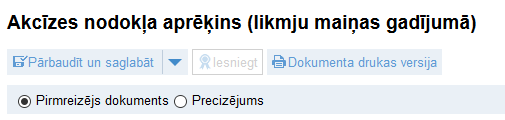 Akcīzes nodokļa aprēķins (likmju maiņas gadījumā)
Pārbaudīt un saglabāt Iesniegt Dokumenta drukas versija
Pirmreizējs dokuments Precizējums